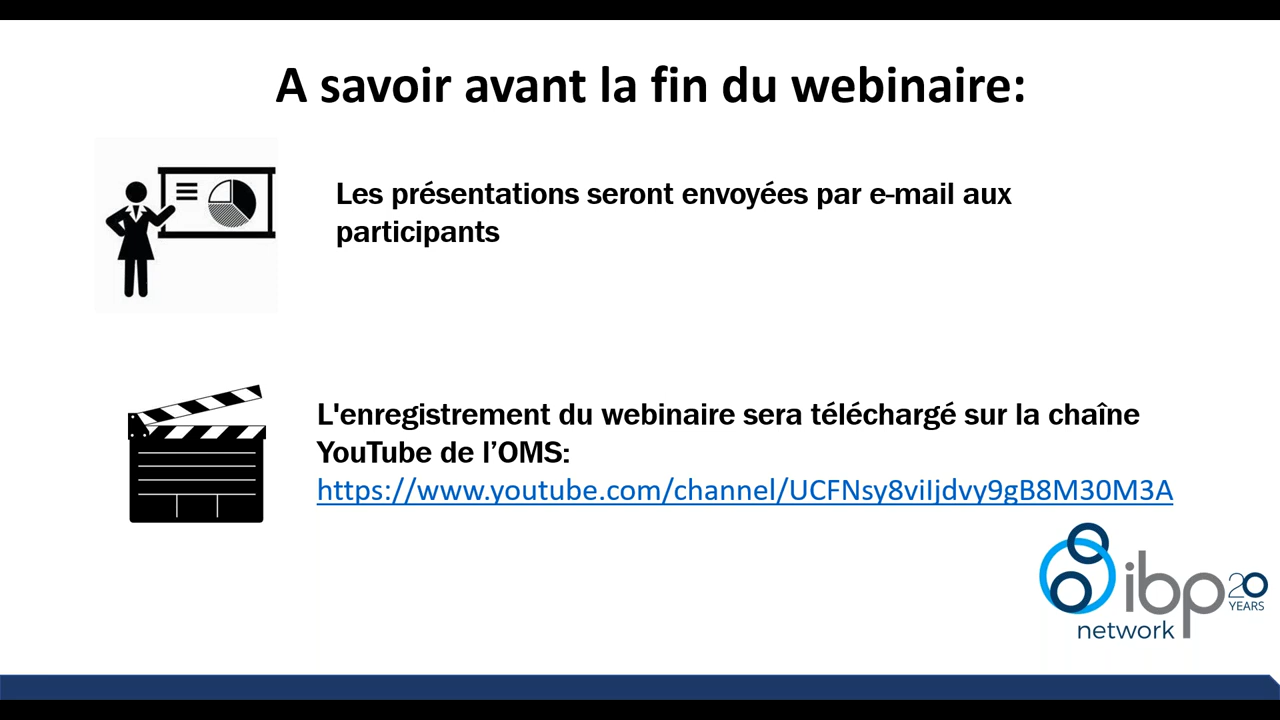 A savoir avant la fin du webinaire:
Les présentations seront envoyées par e-mail aux
participants
L'enregistrement du webinaire sera téléchargé sur la chaîne
YouTube de l’OMS:
https://www.youtube.com/channel/UCFNsy8viIjdvy9gB8M30M3A
ibp 20
YEARS
network